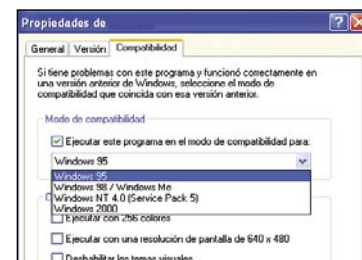 Propiedades de
General Versión Compatibilidad
Si tiene problemas con este programa y funcionó correctamente en
una versión anterior de Windows, seleccione el modo de
compatibilidad que coincida con esa versión anterior.
Modo de compatibilidad
Ejecutar este programa en el modo de compatibilidad para:
Windows 95
Windows 95
Windows 98 / Windows Me
Windows NT 4.0 (Service Pack 5)
Windows 2000
Ejecutar con 256 colores
Ejecutar con una resolución de pantalla de 640 x 480
Deshabilitar los temas visuales